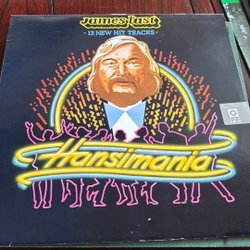 James Last
- 13 NEW HIT TRACKS -
Hansimania